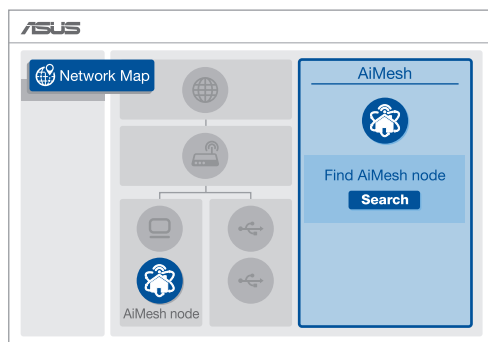 ASUS
Network Map
AiMesh
Find AiMesh node
Search
AiMesh node